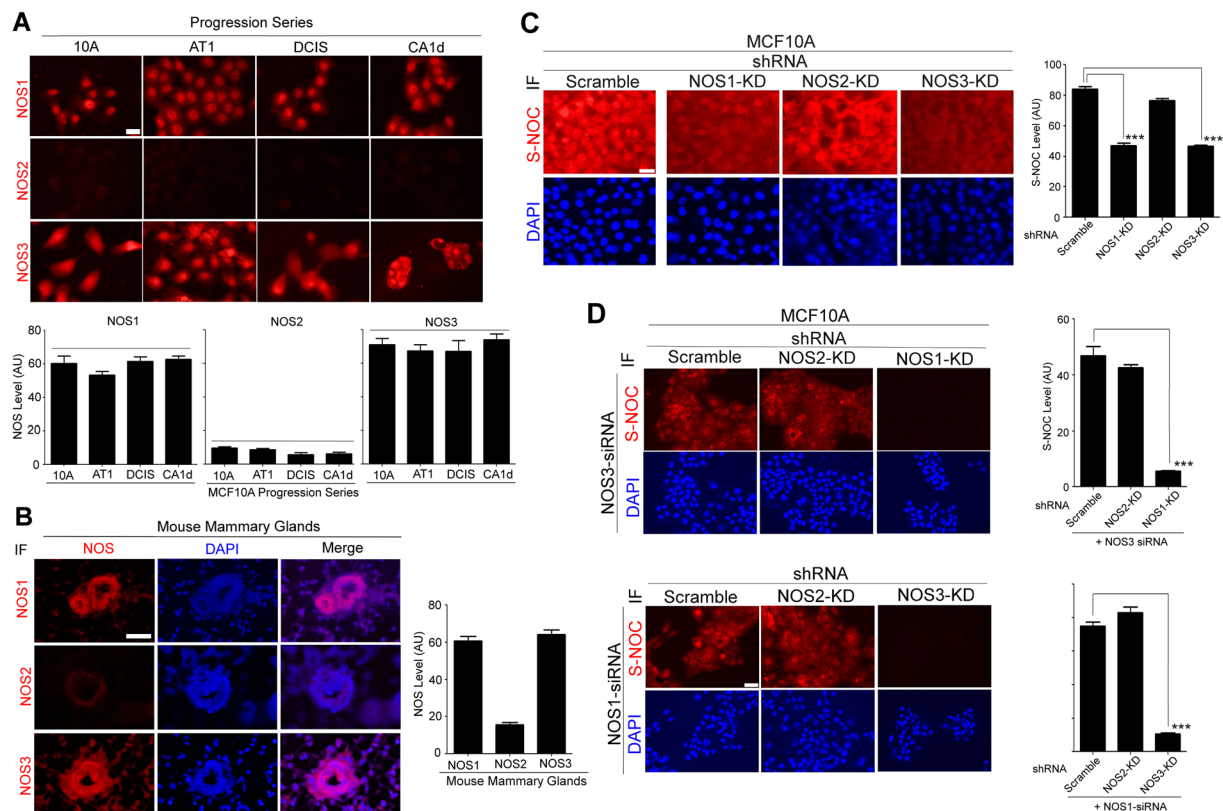 A
Progression Series
10A AT1 DCIS CA1d
NOS1
NOS2
NOS3
NOS1 NOS2 NOS3
NOS Level (AU)
80
60
40
20
0
10A AT1 DCIS CA1d 10A AT1 DCIS CA1d 10A AT1 DCIS CA1d
MCF10A Progression Series
B
Mouse Mammary Glands
IF NOS DAPI Merge
NOS1
NOS2
NOS3
NOS Level (AU)
80
60
40
20
0
NOS1 NOS2 NOS3
Mouse Mammary Glands
C
MCF10A
shRNA
IF Scramble NOS1-KD NOS2-KD NOS3-KD
S-NOC
DAPI
S-NOC Level (AU)
100
80
60
40
20
0
*** ***
shRNA Scramble NOS1-KD NOS2-KD NOS3-KD
D
MCF10A
shRNA
IF Scramble NOS2-KD NOS1-KD
NOS3-siRNA
S-NOC
DAPI
S-NOC Level (AU)
60
40
20
0
***
shRNA Scramble NOS2-KD NOS1-KD
+ NOS3 siRNA
shRNA
IF Scramble NOS2-KD NOS3-KD
NOS1-siRNA
S-NOC
DAPI
***
shRNA Scramble NOS2-KD NOS3-KD
+ NOS1-siRNA